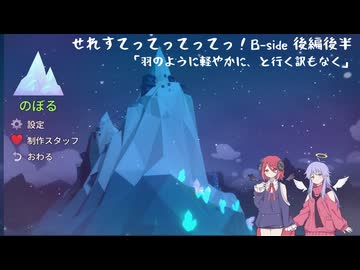 せれすてってってってっ！B-side 後編後半
「羽のように軽やかに、と行く訳もなく」
のぼる
設定
制作スタッフ
おわる